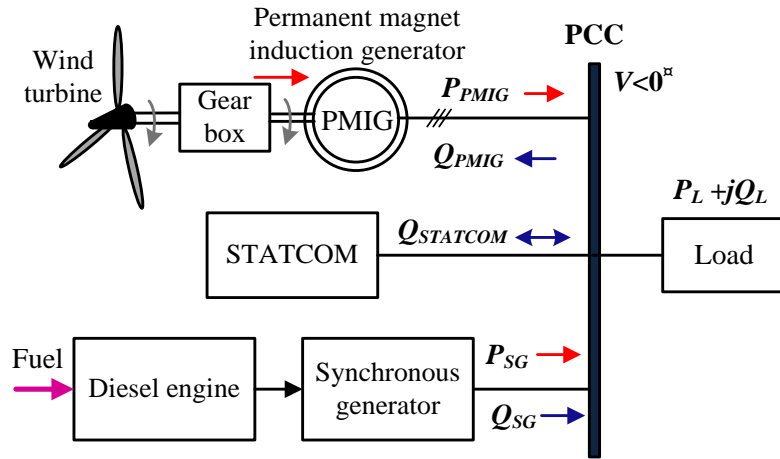 Permanent magnet
induction generator
Wind
turbine
Gear
box
PMIG
P_PMIG
Q_PMIG
PCC
V<0¤
STATCOM
Q_STATCOM
P_L +jQ_L
Load
Fuel
Diesel engine
Synchronous
generator
P_SG
Q_SG